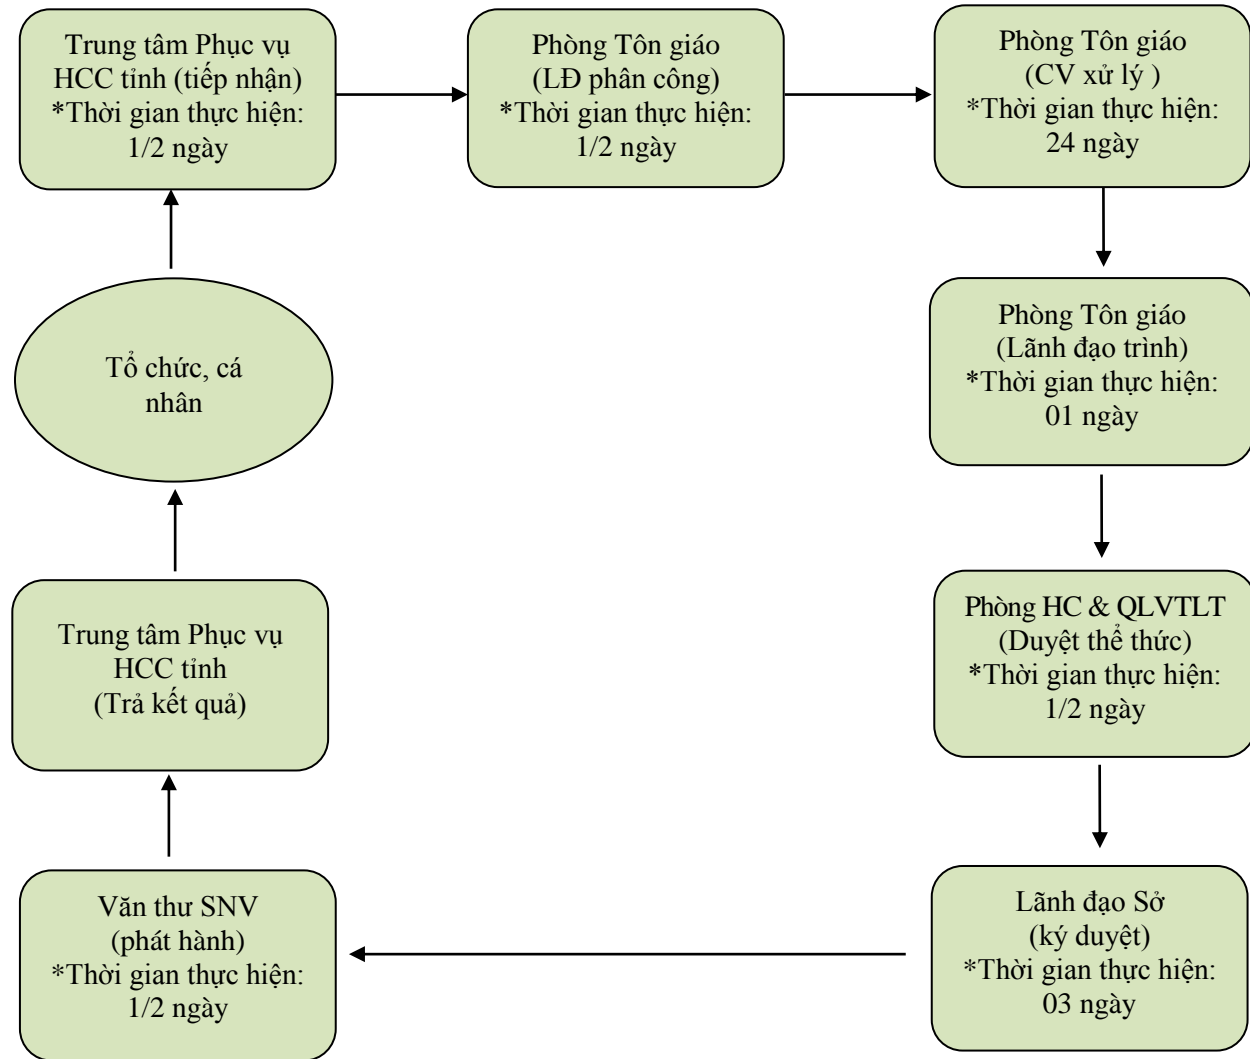 Trung tâm Phục vụ
HCC tỉnh (tiếp nhận)
*Thời gian thực hiện:
1/2 ngày
Phòng Tôn giáo
(LĐ phân công)
*Thời gian thực hiện:
1/2 ngày
Phòng Tôn giáo
(CV xử lý )
*Thời gian thực hiện:
24 ngày
Phòng Tôn giáo
(Lãnh đạo trình)
*Thời gian thực hiện:
01 ngày
Phòng HC & QLVTLT
(Duyệt thể thức)
*Thời gian thực hiện:
1/2 ngày
Lãnh đạo Sở
(ký duyệt)
*Thời gian thực hiện:
03 ngày
Văn thư SNV
(phát hành)
*Thời gian thực hiện:
1/2 ngày
Trung tâm Phục vụ
HCC tỉnh
(Trả kết quả)
Tổ chức, cá
nhân